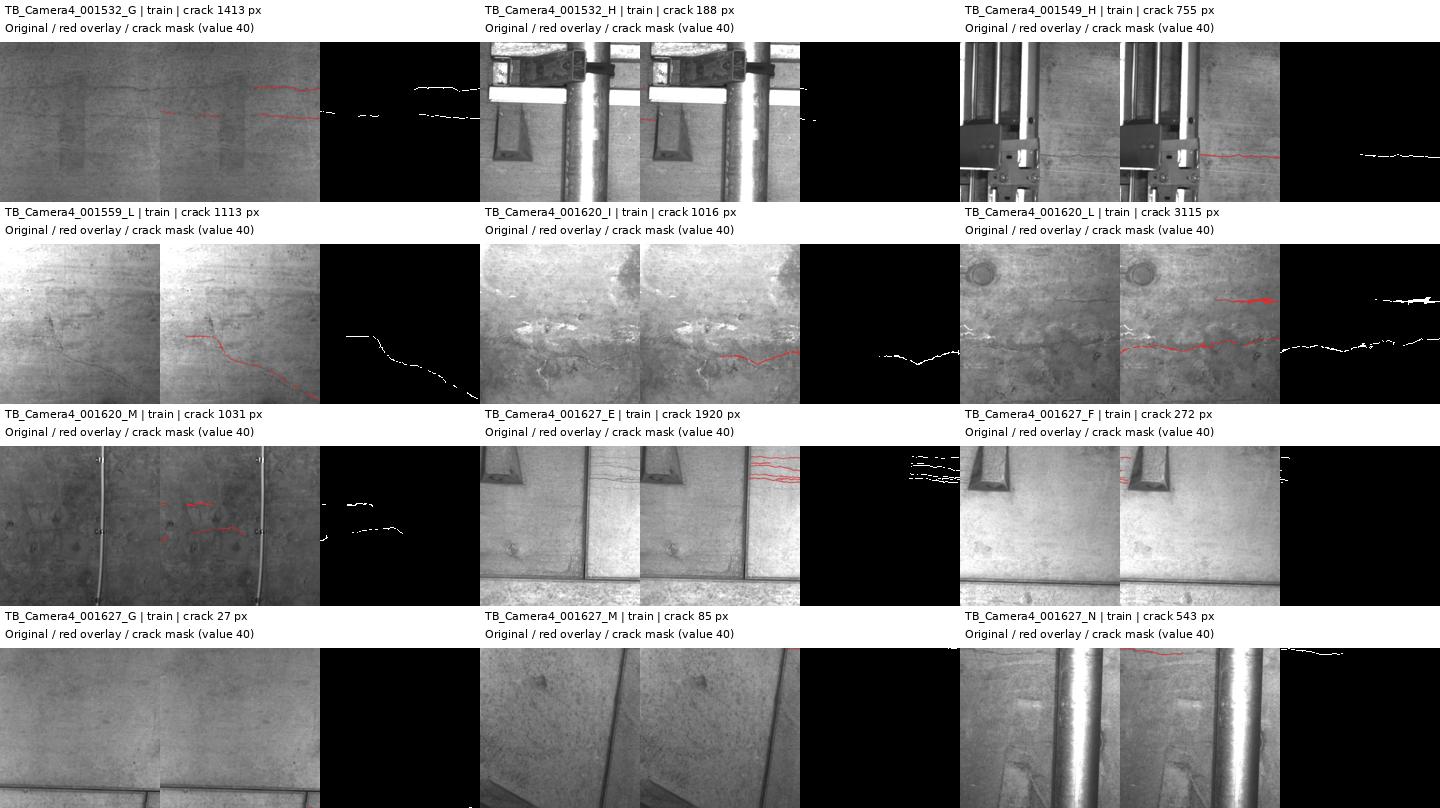 TB_Camera4_001532_G | train | crack 1413 px
Original / red overlay / crack mask (value 40)
TB_Camera4_001532_H | train | crack 188 px
Original / red overlay / crack mask (value 40)
TB_Camera4_001549_H | train | crack 755 px
Original / red overlay / crack mask (value 40)
TB_Camera4_001559_L | train | crack 1113 px
Original / red overlay / crack mask (value 40)
TB_Camera4_001620_I | train | crack 1016 px
Original / red overlay / crack mask (value 40)
TB_Camera4_001620_L | train | crack 3115 px
Original / red overlay / crack mask (value 40)
TB_Camera4_001620_M | train | crack 1031 px
Original / red overlay / crack mask (value 40)
TB_Camera4_001627_E | train | crack 1920 px
Original / red overlay / crack mask (value 40)
TB_Camera4_001627_F | train | crack 272 px
Original / red overlay / crack mask (value 40)
TB_Camera4_001627_G | train | crack 27 px
Original / red overlay / crack mask (value 40)
TB_Camera4_001627_M | train | crack 85 px
Original / red overlay / crack mask (value 40)
TB_Camera4_001627_N | train | crack 543 px
Original / red overlay / crack mask (value 40)